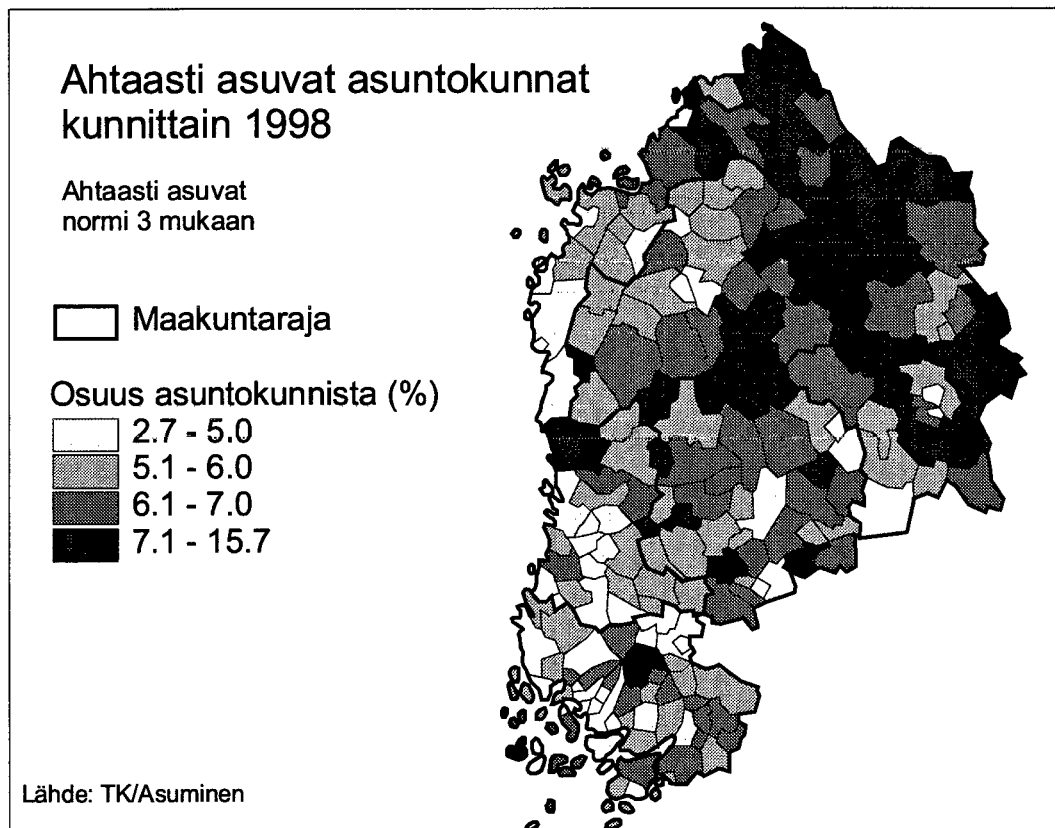 Ahtaasti asuvat asuntokunnat
kunnittain 1998
Ahtaasti asuvat
normi 3 mukaan
Maakuntaraja
Osuus asuntokunnista (%)
2.7 - 5.0
5.1 - 6.0
6.1 - 7.0
7.1 - 15.7
Lähde: TK/Asuminen